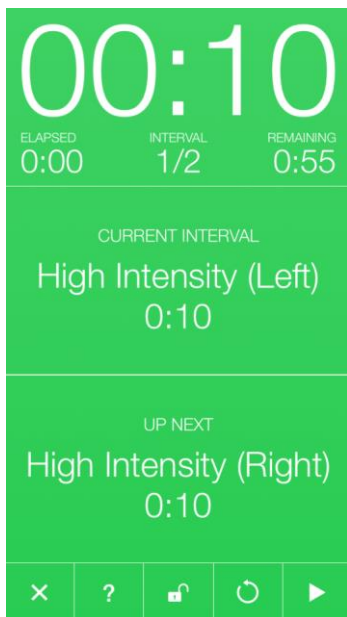 00:10
ELAPSED INTERVAL REMAINING
0:00 1/2 0:55
CURRENT INTERVAL
High Intensity (Left)
0:10
UP NEXT
High Intensity (Right)
0:10
?